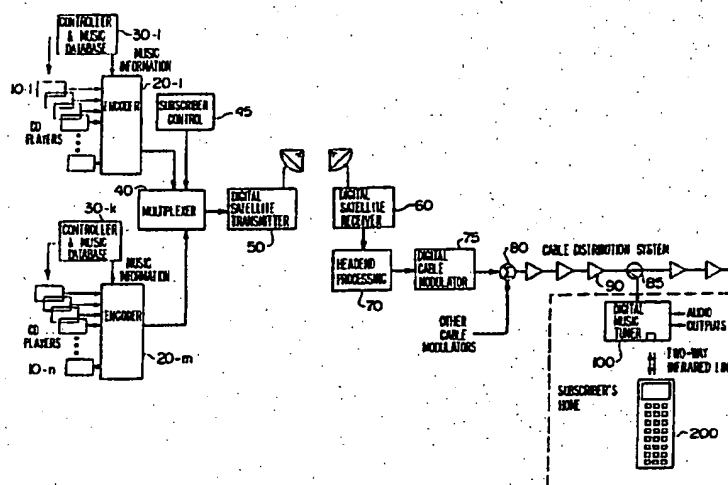 CONTROLLER
& MUSIC
DATABASE
30-1
MUSIC
INFORMATION
20-1
10-1
ENCODER
CD
PLAYERS
SUBSCRIBER
CONTROL
45
40
MULTIPLEXER
DIGITAL
SATELLITE
TRANSMITTER
50
DIGITAL
SATELLITE
RECEIVER
60
HEADEND
PROCESSING
70
75
DIGITAL
CABLE
MODULATOR
80
CABLE DISTRIBUTION SYSTEM
90
85
OTHER
CABLE
MODULATORS
DIGITAL
MUSIC
TUNER
100
AUDIO
OUTPUTS
TWO-WAY
INFRARED LIN
SUBSCRIBER'S
HOME
200
30-k
CONTROLLER
& MUSIC
DATABASE
MUSIC
INFORMATION
ENCODER
CD
PLAYERS
10-n
20-m